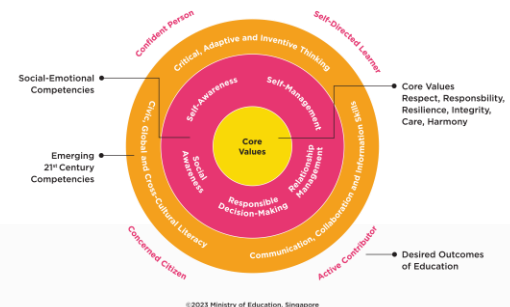 Confident Person
Self-Directed Learner
Critical, Adaptive and Inventive Thinking
Social-Emotional
Competencies
Self-Awareness
Self-Management
Core Values
Respect, Responsbility,
Resilience, Integrity,
Care, Harmony
Core
Values
Emerging
21st Century
Competencies
Civic, Global and Cross-Cultural Literacy
Social
Awareness
Relationship
Management
Responsible
Decision-Making
Communication, Collaboration and Information
Skills
Concerned Citizen
Active Contributor
Desired Outcomes
of Education
©2023 Ministry of Education, Singapore